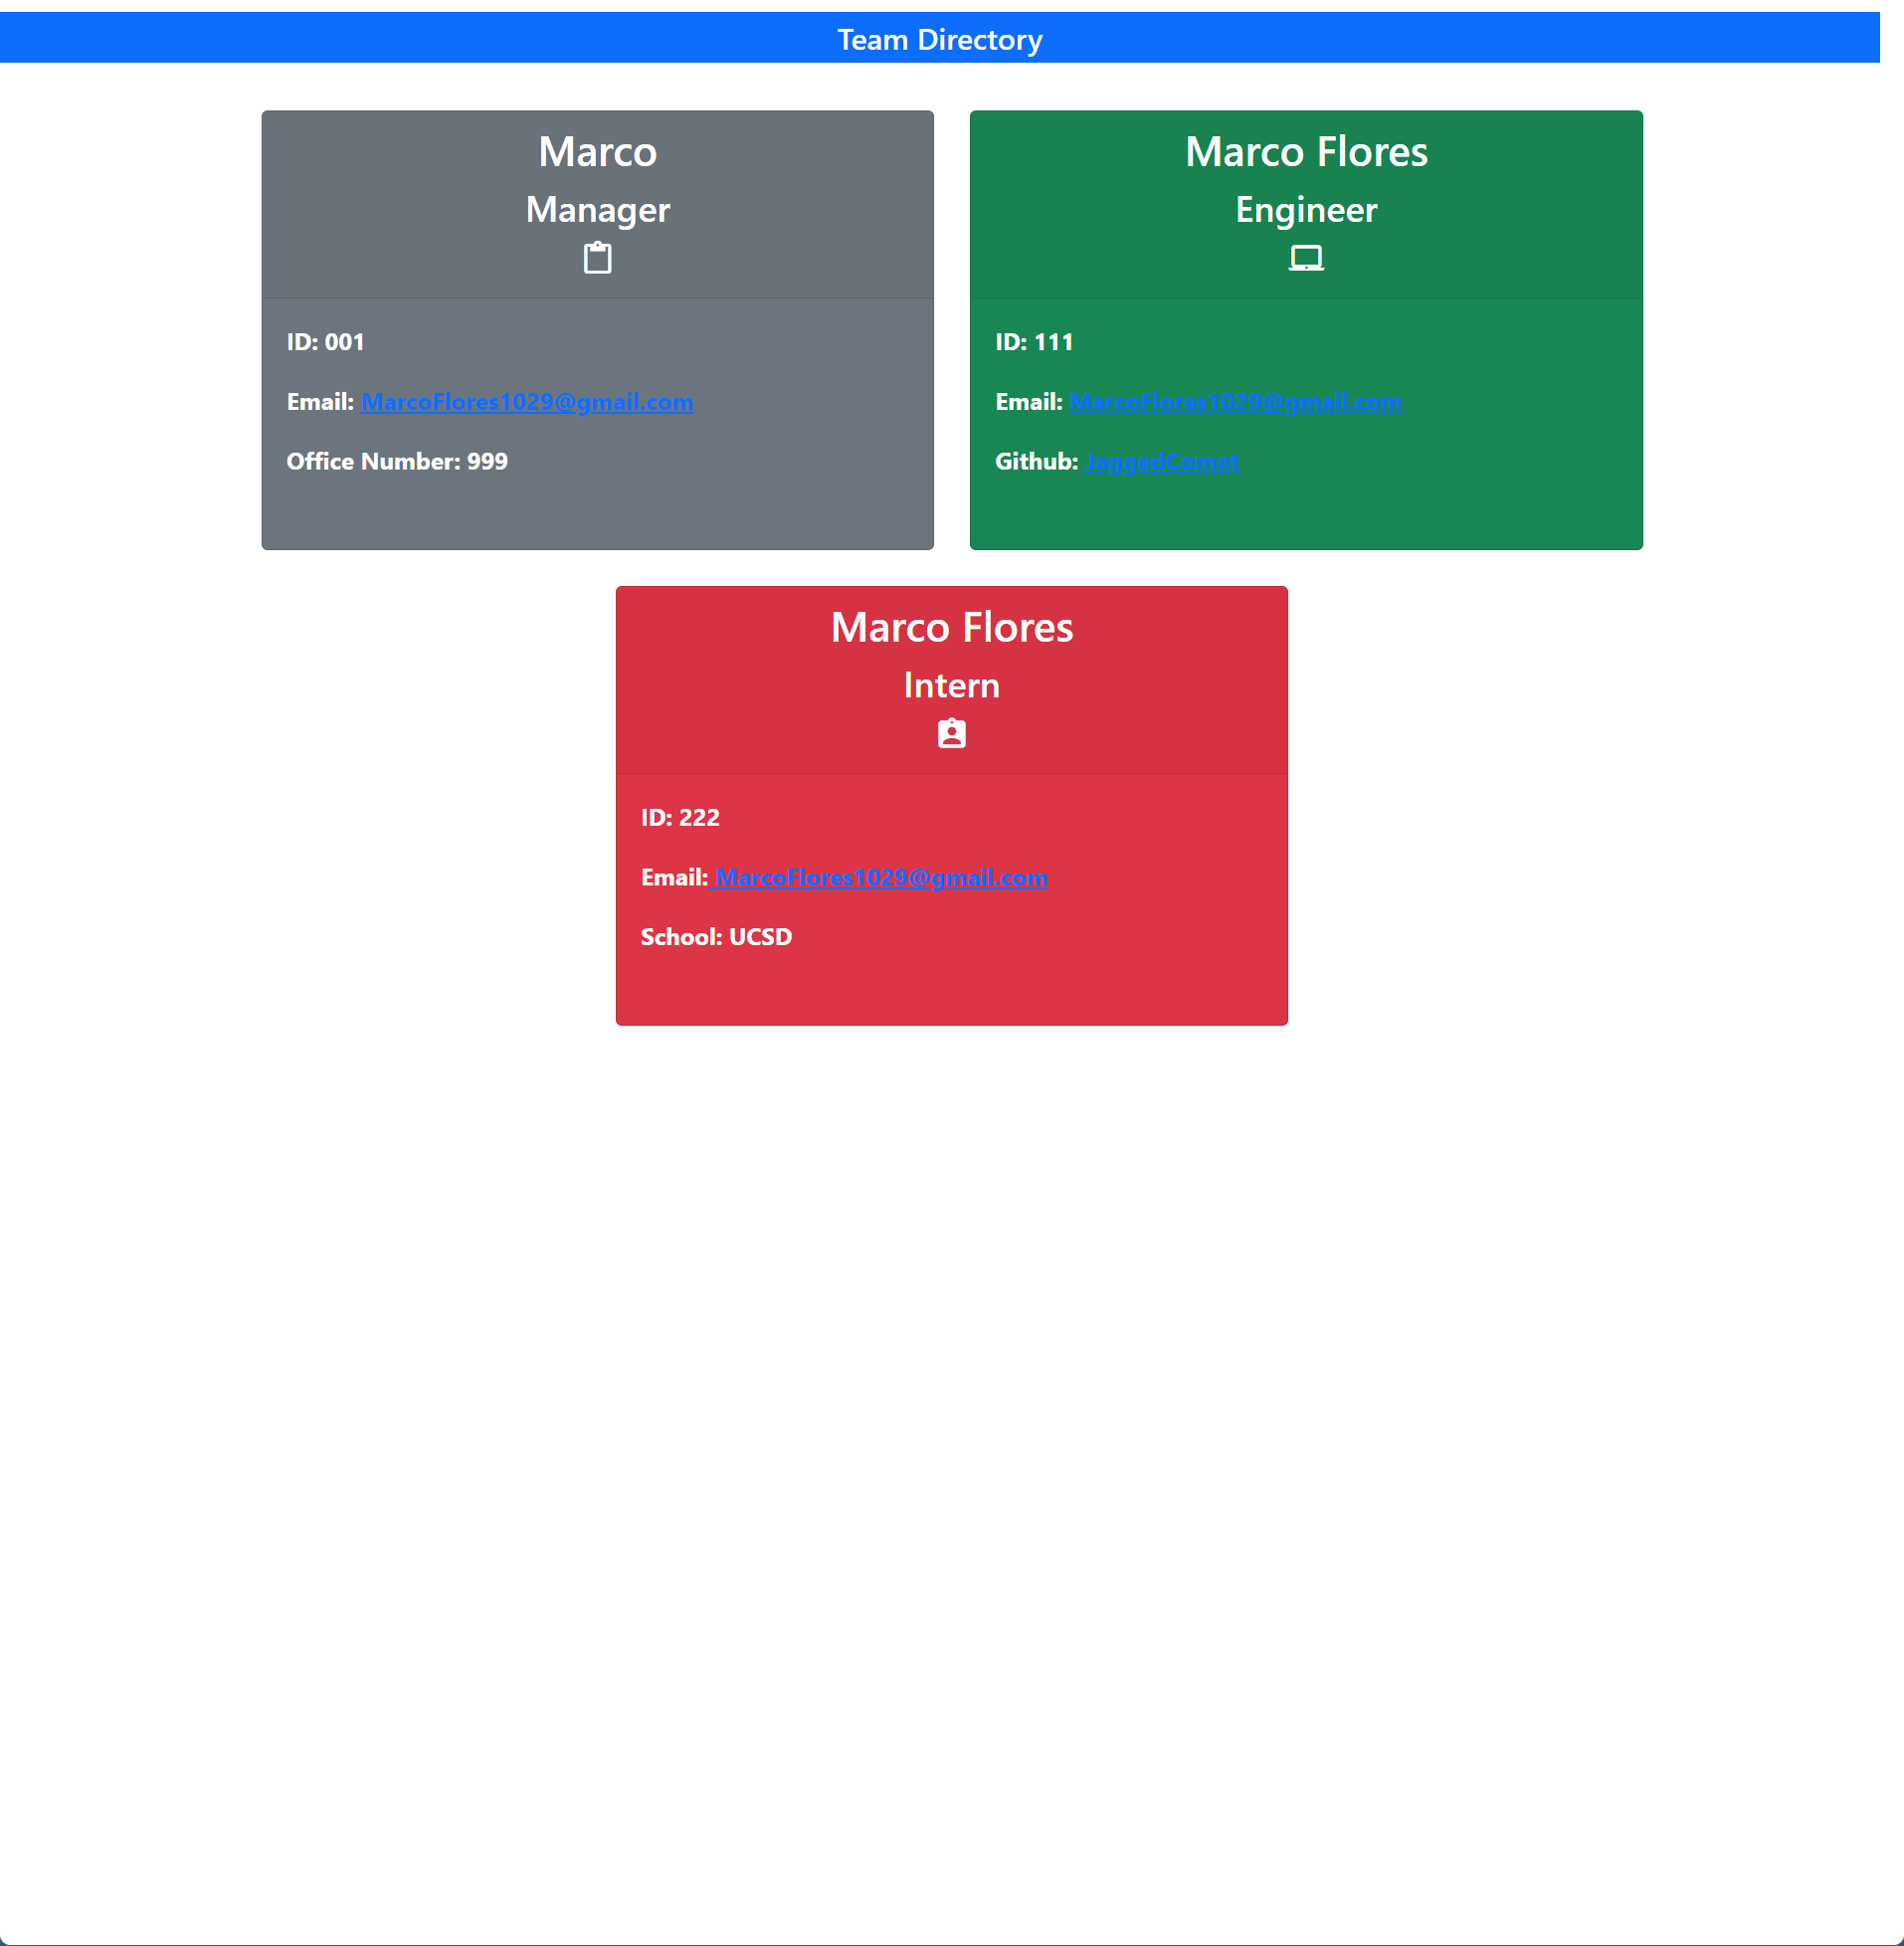 Team Directory
Marco
Manager
ID: 001
Email: MarcoFlores1029@gmail.com
Office Number: 999
Marco Flores
Engineer
ID: 111
Email: MarcoFlores1029@gmail.com
Github: JaggedComet
Marco Flores
Intern
ID: 222
Email: MarcoFlores1029@gmail.com
School: UCSD